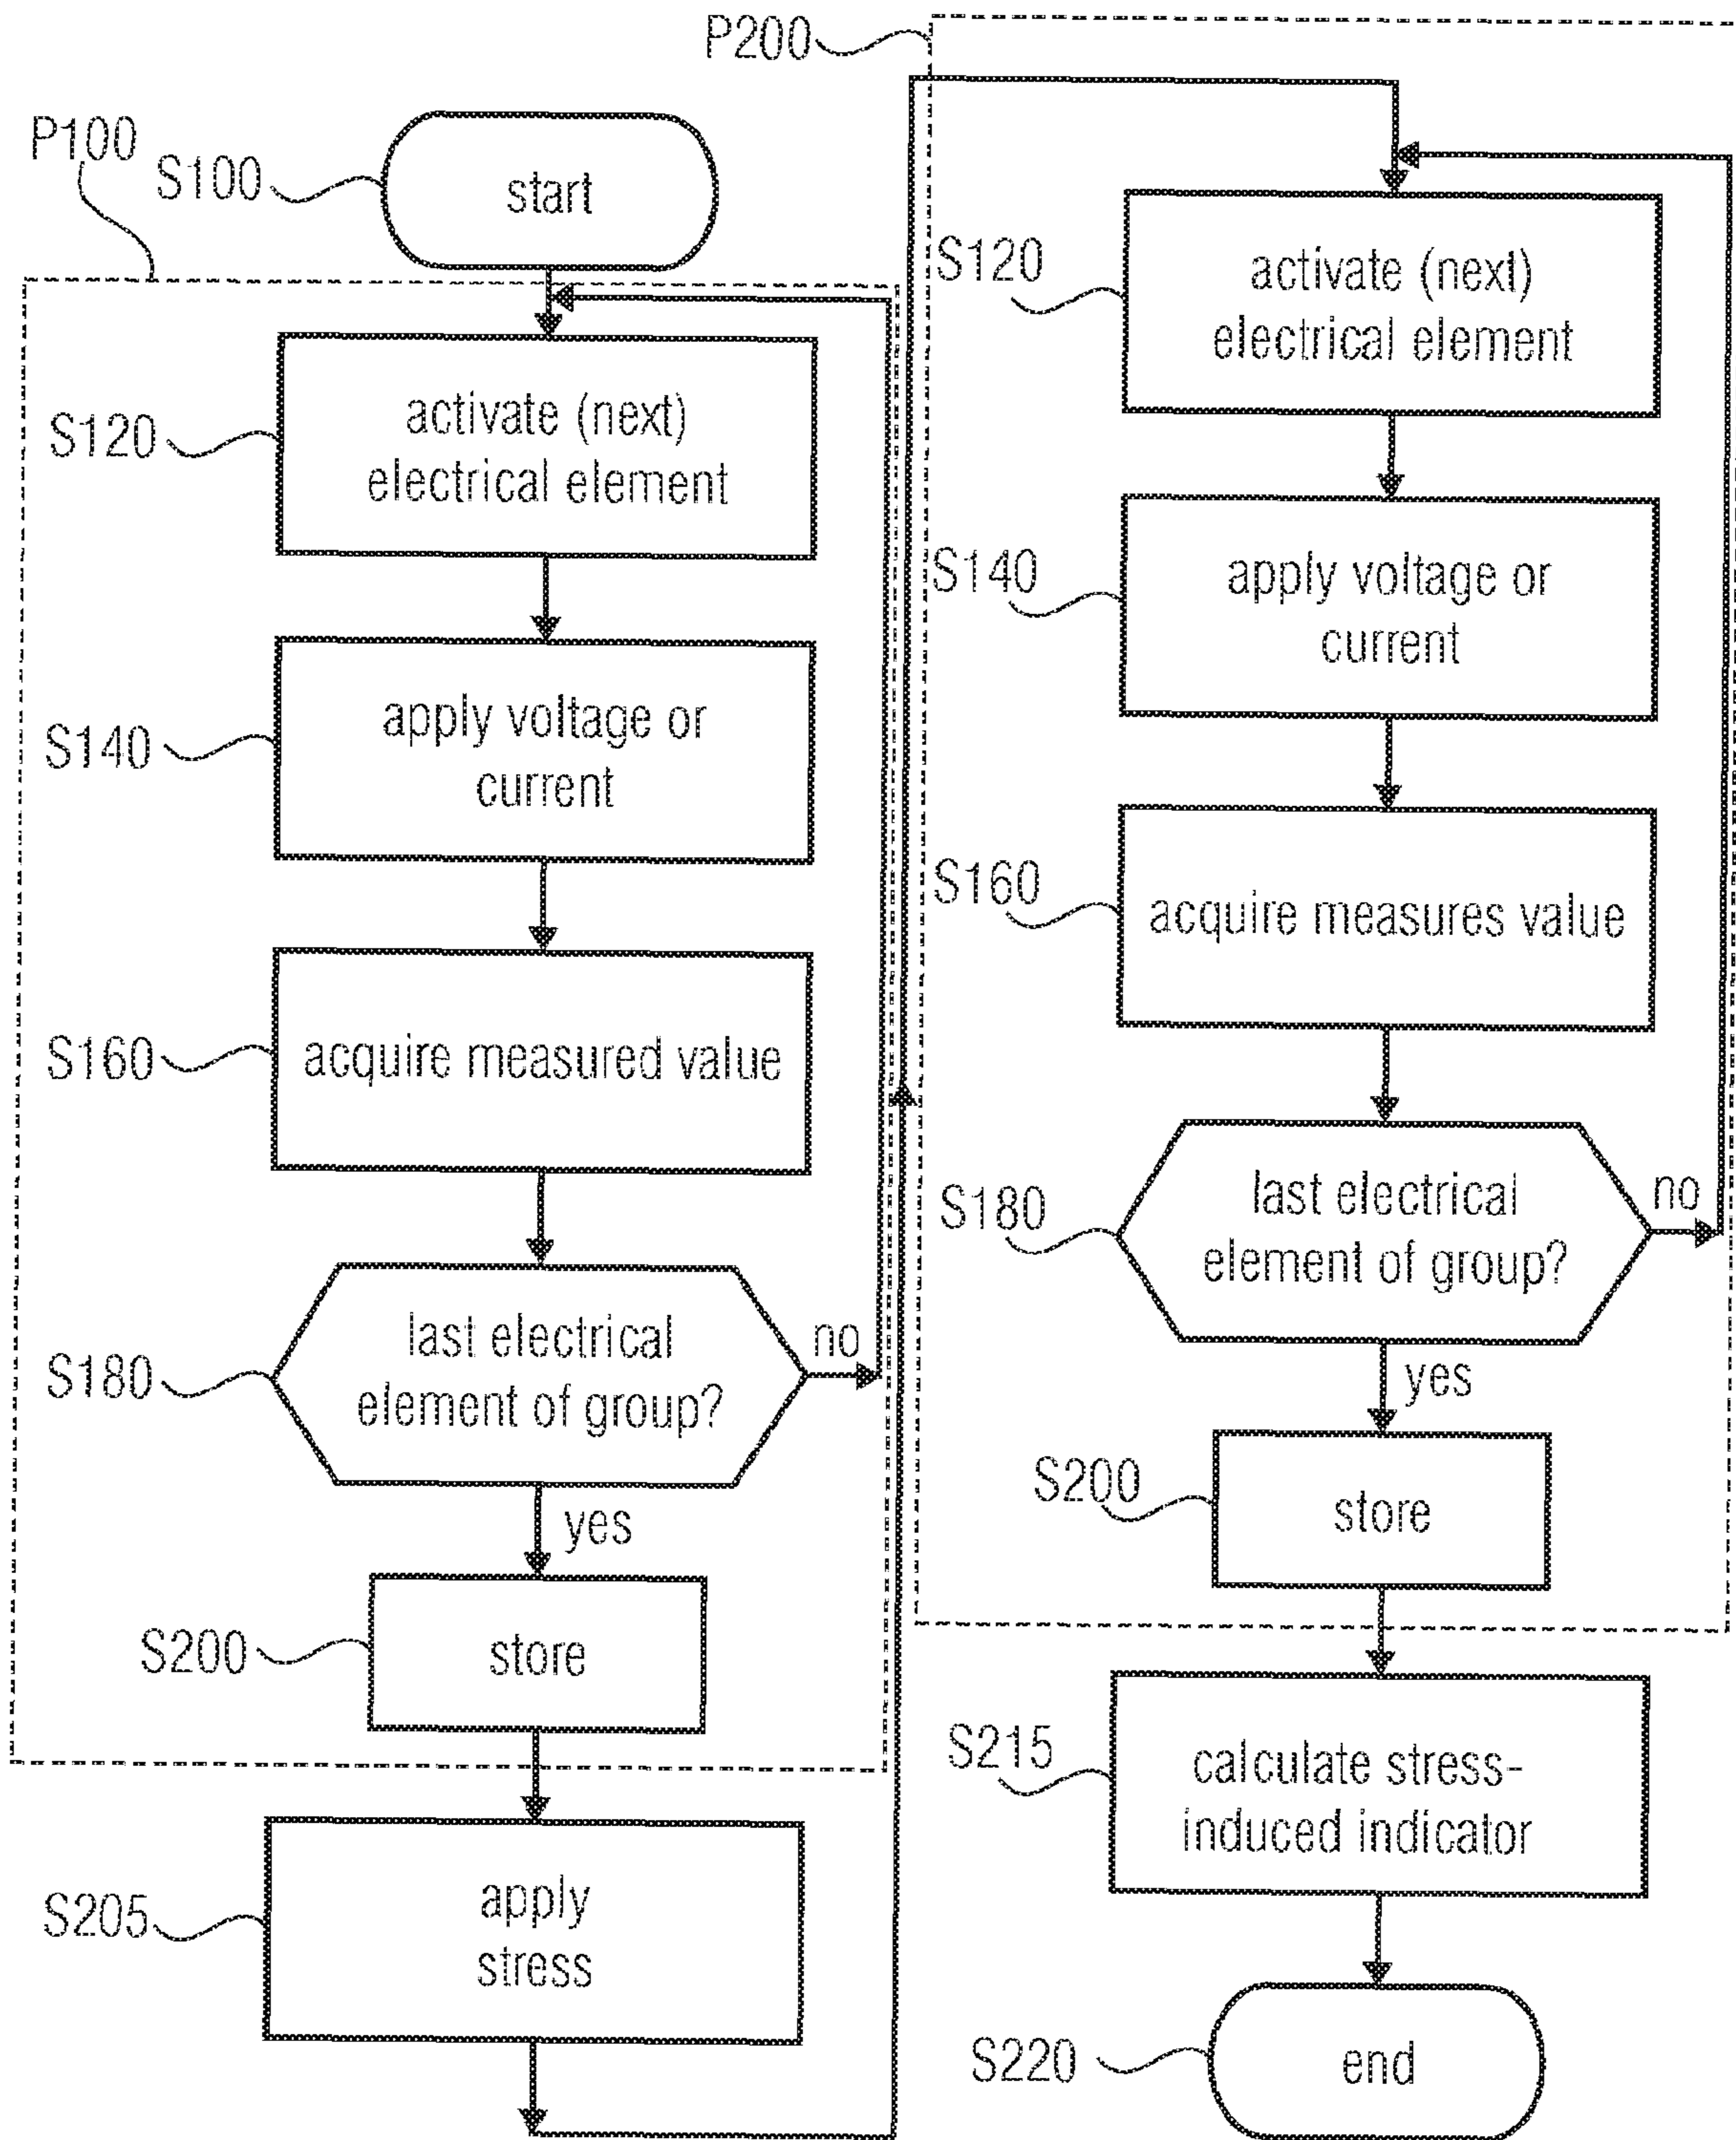 P100
S100
start
S120
activate (next)
electrical element
S140
apply voltage or
current
S160
acquire measured value
S180
last electrical
element of group?
no
yes
S200
store
S205
apply
stress
P200
S120
activate (next)
electrical element
S140
apply voltage or
current
S160
acquire measures value
S180
last electrical
element of group?
no
yes
S200
store
S215
calculate stress-
induced indicator
S220
end